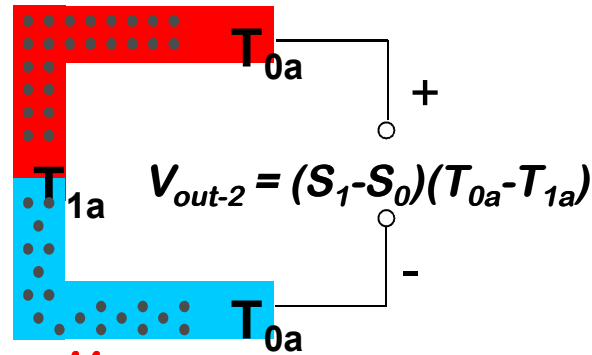 T0a
+
T1a
Vout-2 = (S1-S0)(T0a-T1a)
-
T0a